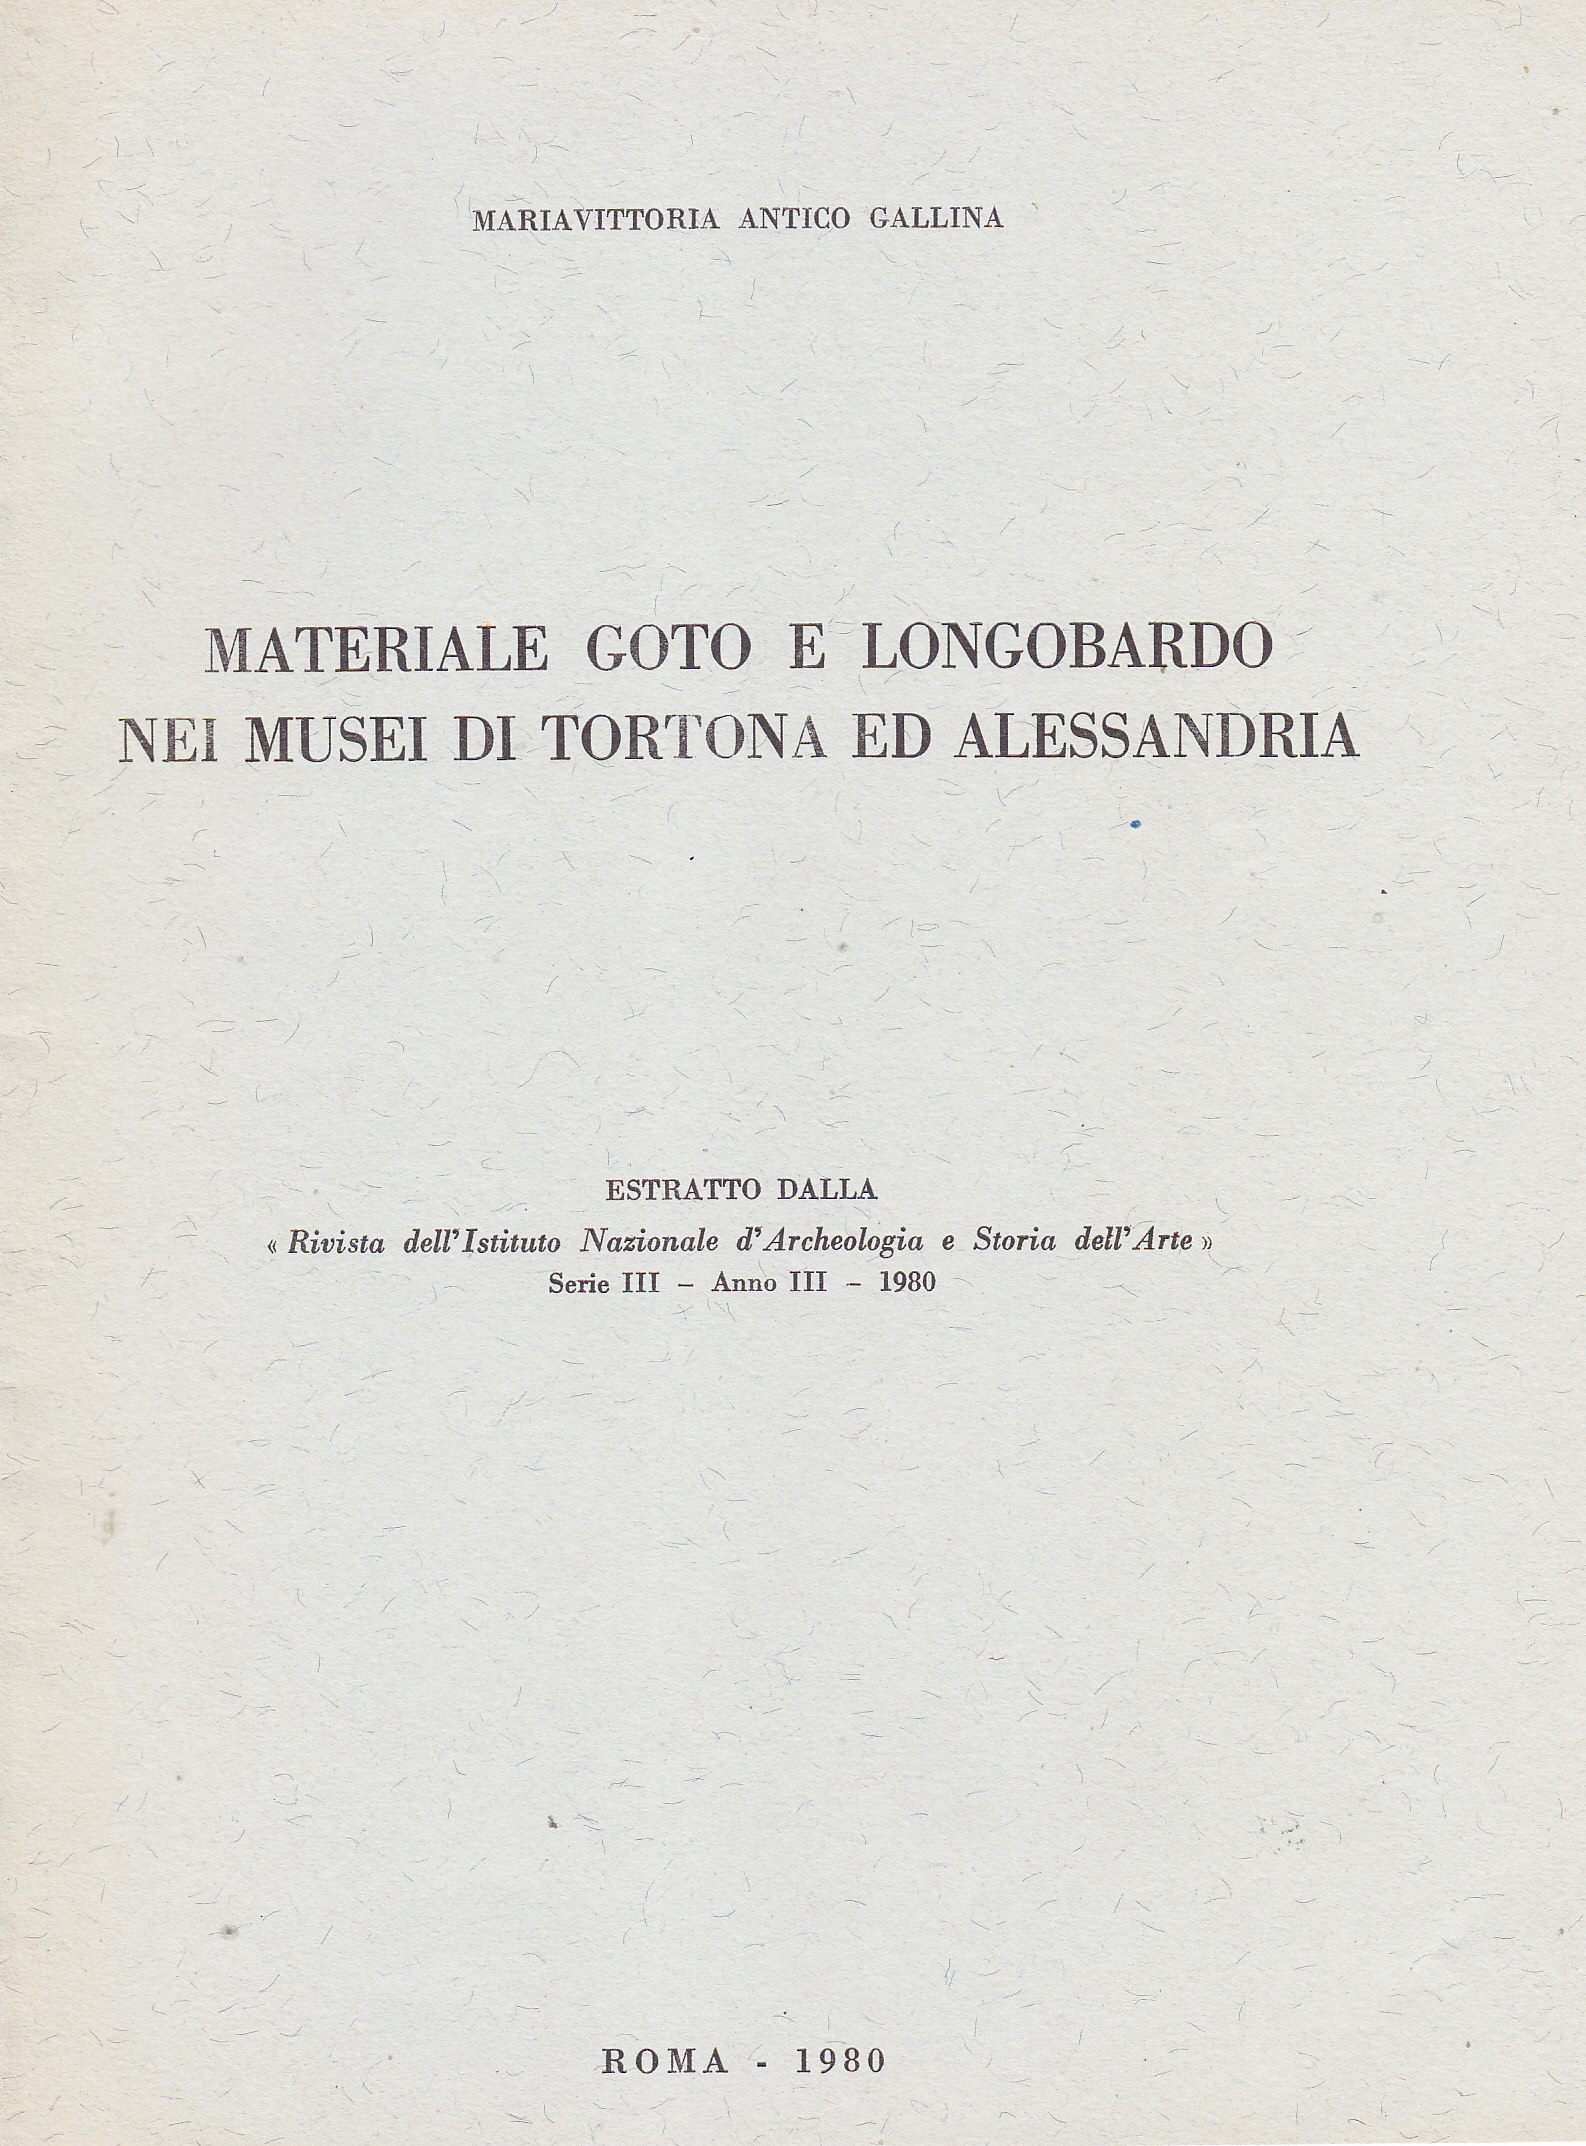 MARIAVITTORIA ANTICO GALLINA
MATERIALE GOTO E LONGOBARDO
NEI MUSEI DI TORTONA ED ALESSANDRIA
ESTRATTO DALLA
« Rivista dell'Istituto Nazionale d'Archeologia e Storia dell'Arte »
Serie III – Anno III – 1980
ROMA - 1980